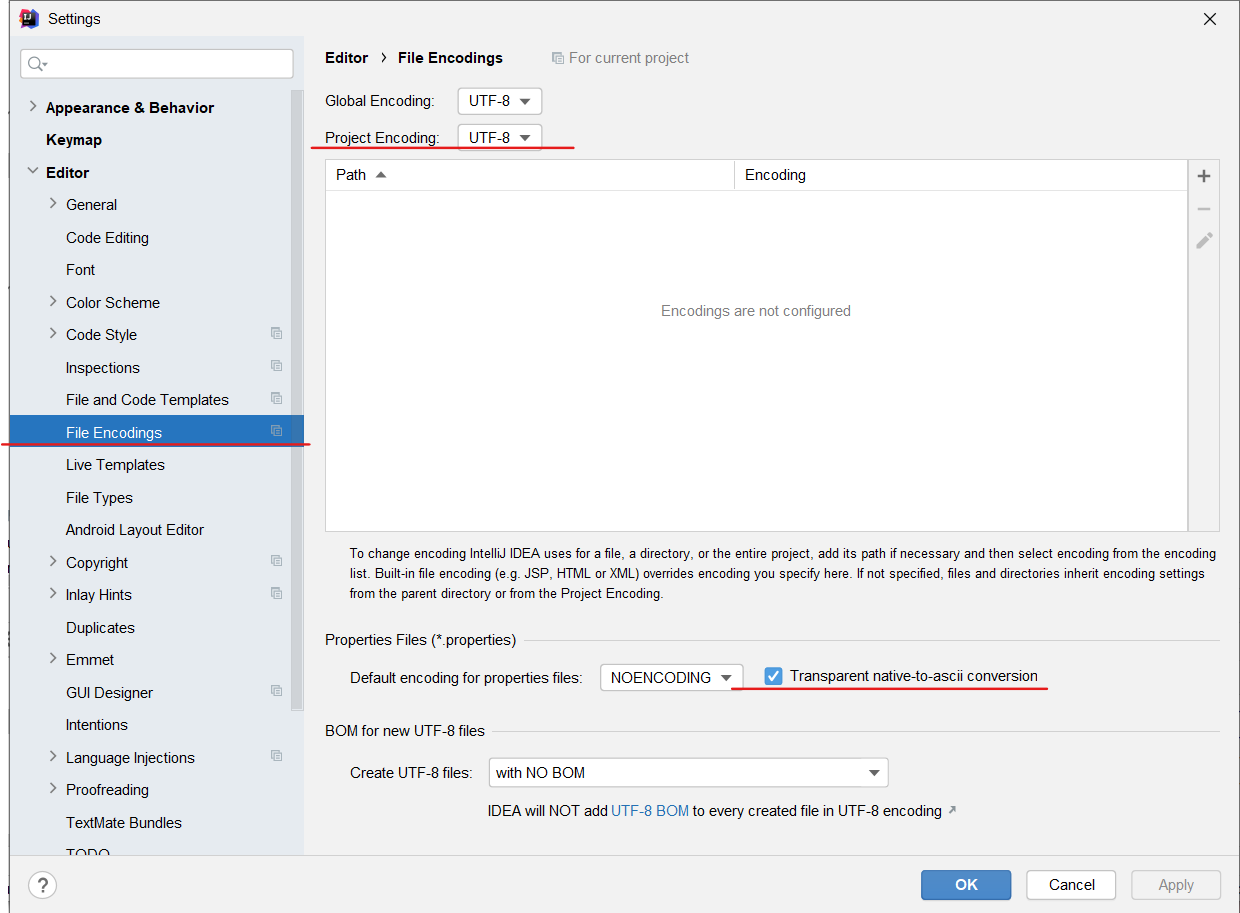 Settings
Appearance & Behavior
Keymap
Editor
General
Code Editing
Font
Color Scheme
Code Style
Inspections
File and Code Templates
File Encodings
Live Templates
File Types
Android Layout Editor
Copyright
Inlay Hints
Duplicates
Emmet
GUI Designer
Intentions
Language Injections
Proofreading
TextMate Bundles
TODO
Editor › File Encodings For current project
Global Encoding: UTF-8
Project Encoding: UTF-8
Path Encoding
Encodings are not configured
To change encoding IntelliJ IDEA uses for a file, a directory, or the entire project, add its path if necessary and then select encoding from the encoding
list. Built-in file encoding (e.g. JSP, HTML or XML) overrides encoding you specify here. If not specified, files and directories inherit encoding settings
from the parent directory or from the Project Encoding.
Properties Files (*.properties)
Default encoding for properties files: NOENCODING Transparent native-to-ascii conversion
BOM for new UTF-8 files
Create UTF-8 files: with NO BOM
IDEA will NOT add UTF-8 BOM to every created file in UTF-8 encoding ↗
? OK Cancel Apply